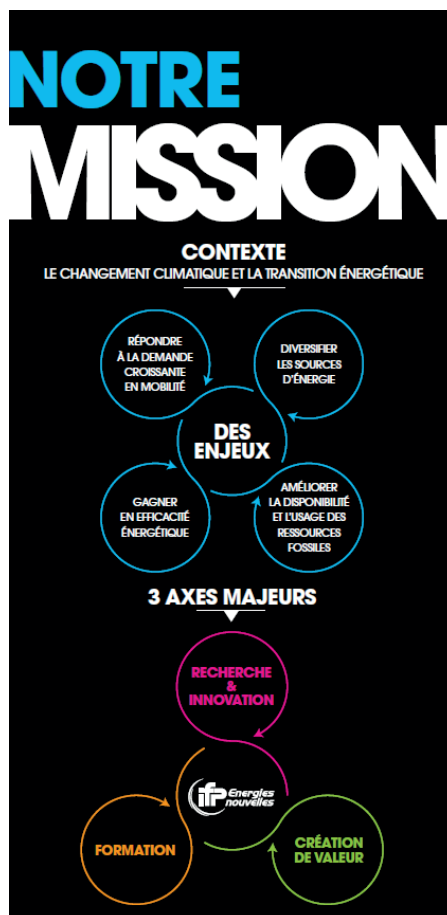 NOTRE
MISSION
CONTEXTE
LE CHANGEMENT CLIMATIQUE ET LA TRANSITION ÉNERGÉTIQUE
RÉPONDRE
À LA DEMANDE
CROISSANTE
EN MOBILITÉ
DIVERSIFIER
LES SOURCES
D'ÉNERGIE
DES
ENJEUX
GAGNER
EN EFFICACITÉ
ÉNERGÉTIQUE
AMÉLIORER
LA DISPONIBILITÉ
ET L'USAGE DES
RESSOURCES
FOSSILES
3 AXES MAJEURS
RECHERCHE
&
INNOVATION
ifp Energies
nouvelles
FORMATION
CRÉATION
DE VALEUR